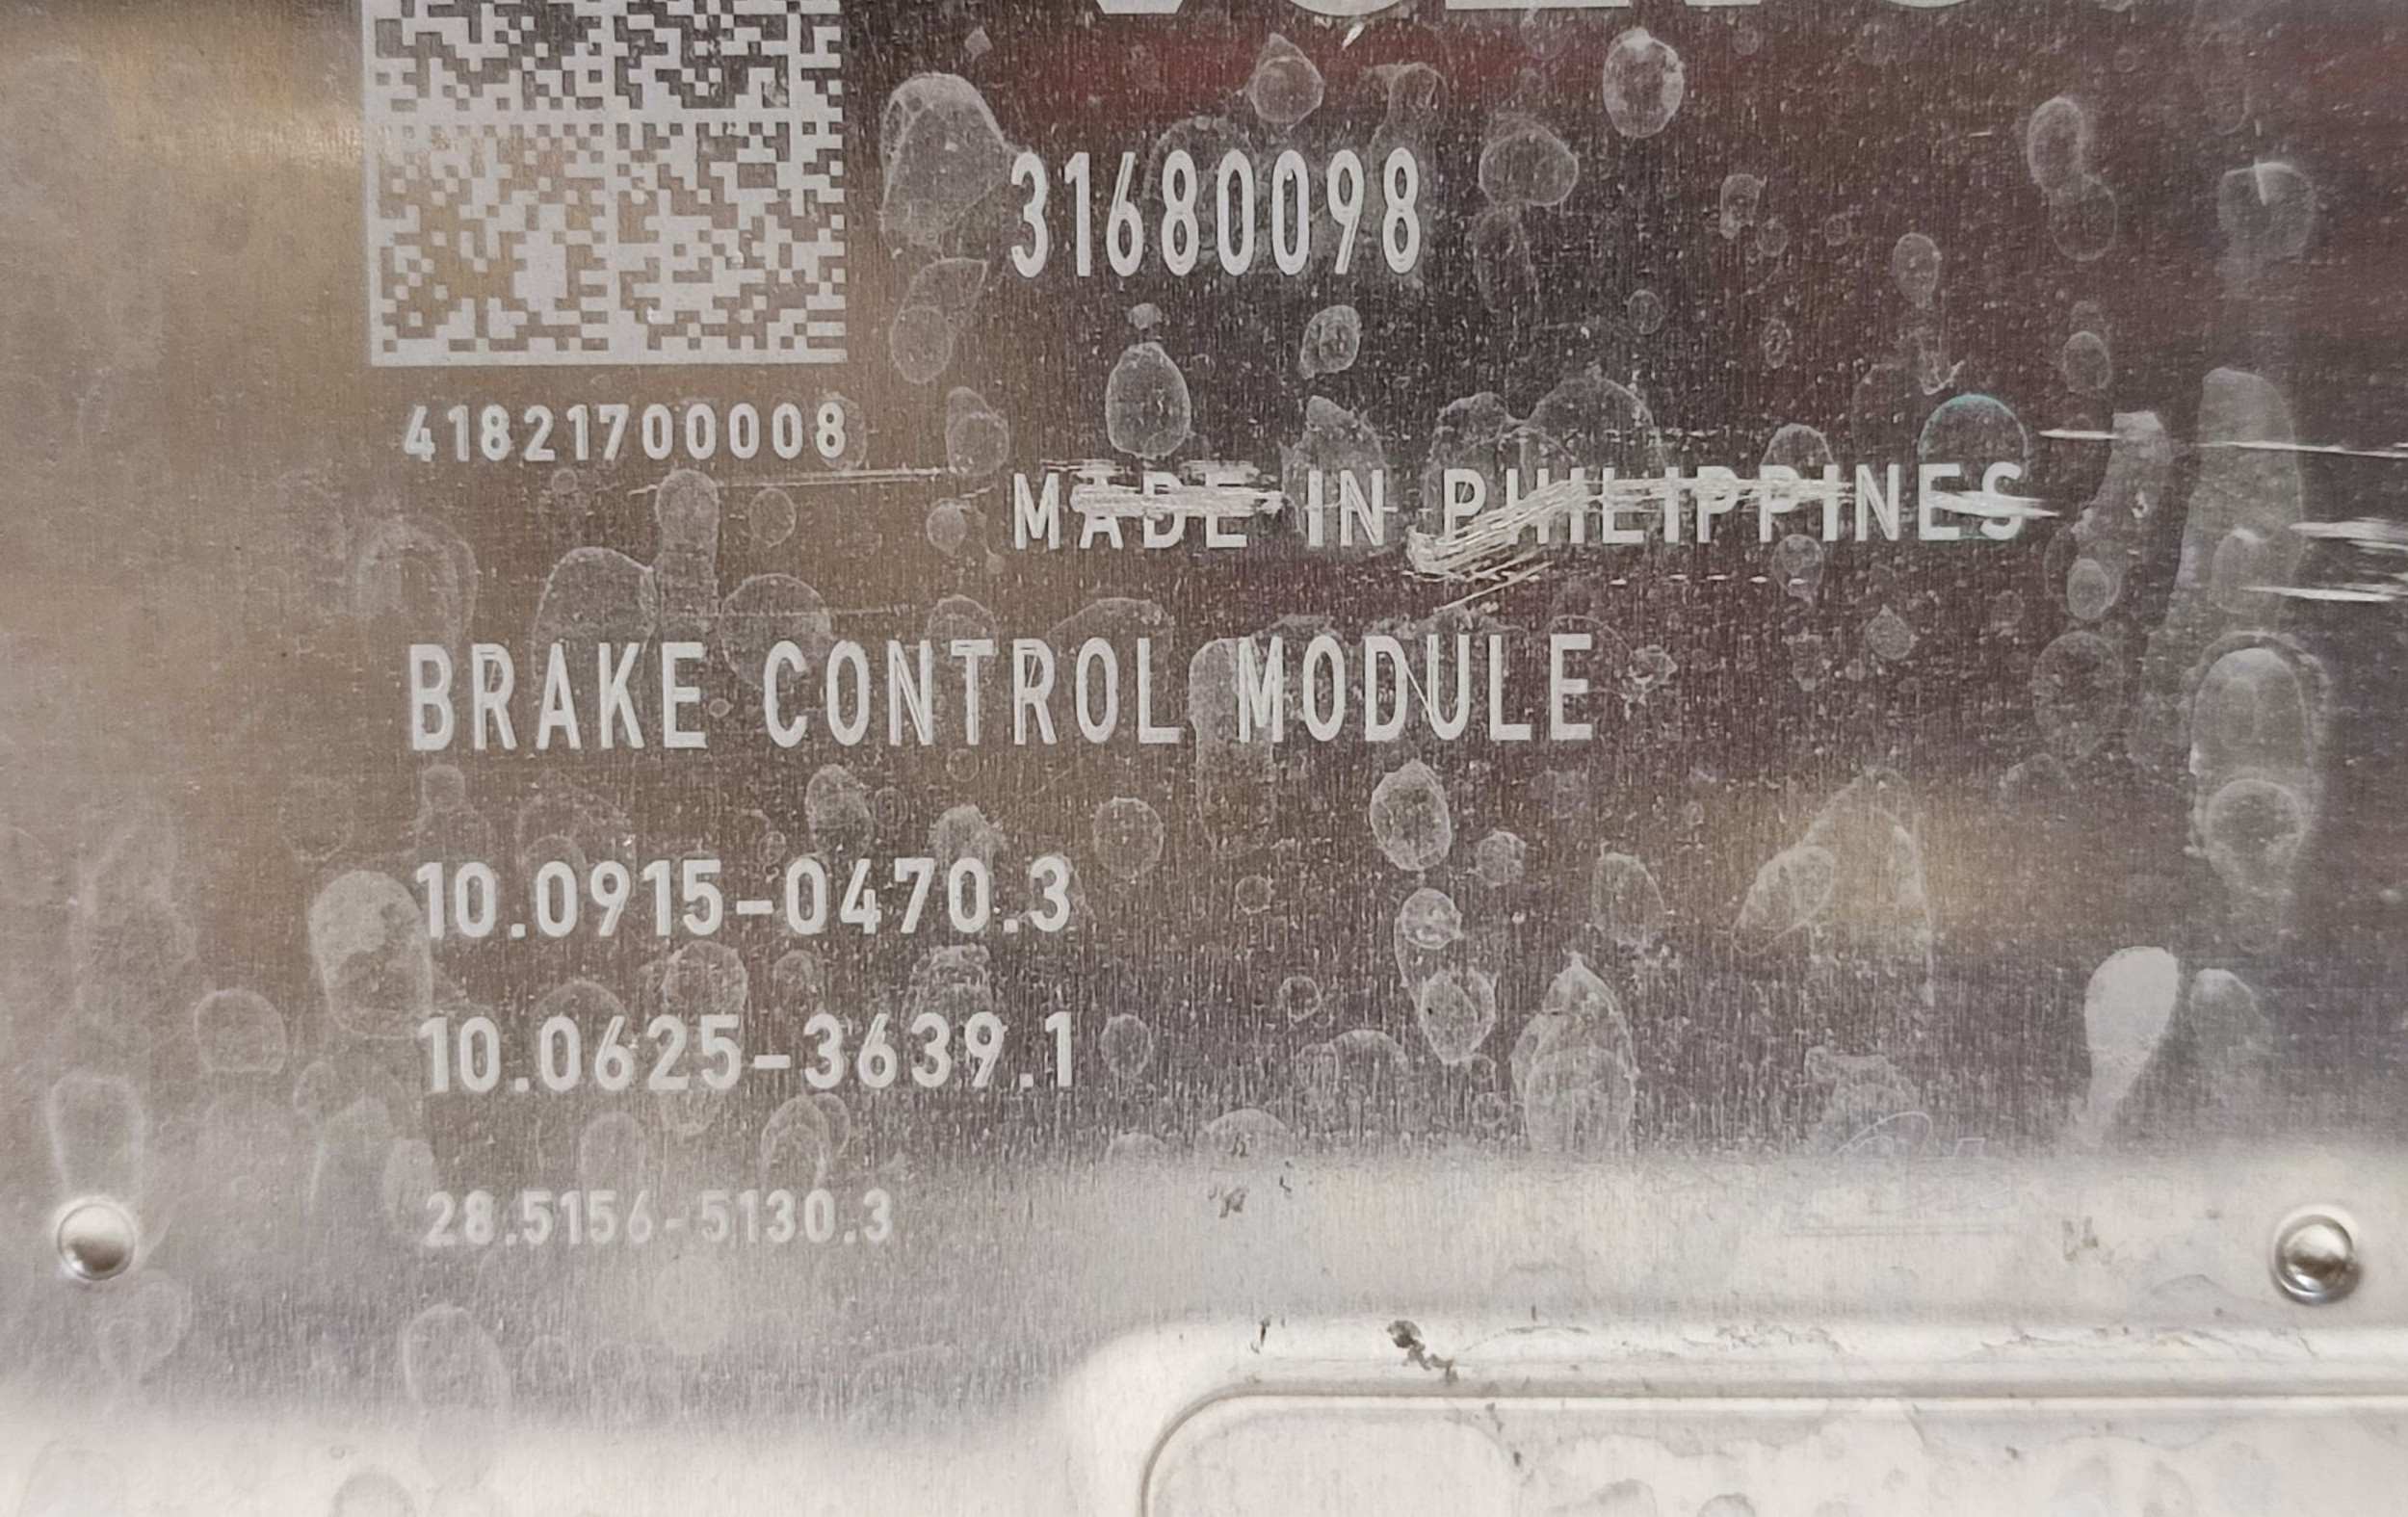 31680098
41821700008
MADE IN PHILIPPINES
BRAKE CONTROL MODULE
10.0915-0470.3
10.0625-3639.1
28.5156-5130.3